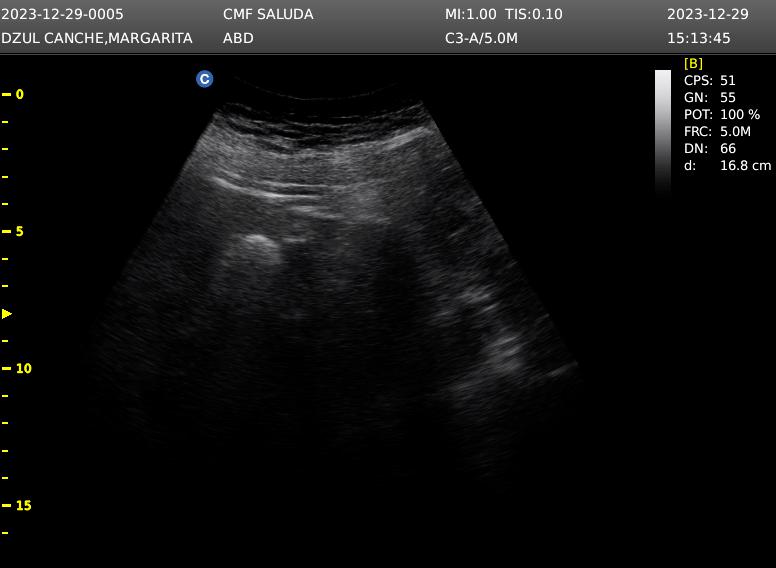 2023-12-29-0005 CMF SALUDA MI:1.00 TIS:0.10 2023-12-29
DZUL CANCHE,MARGARITA ABD C3-A/5.0M 15:13:45
C
[B]
CPS: 51
GN: 55
POT: 100 %
FRC: 5.0M
DN: 66
d: 16.8 cm
0
5
10
15